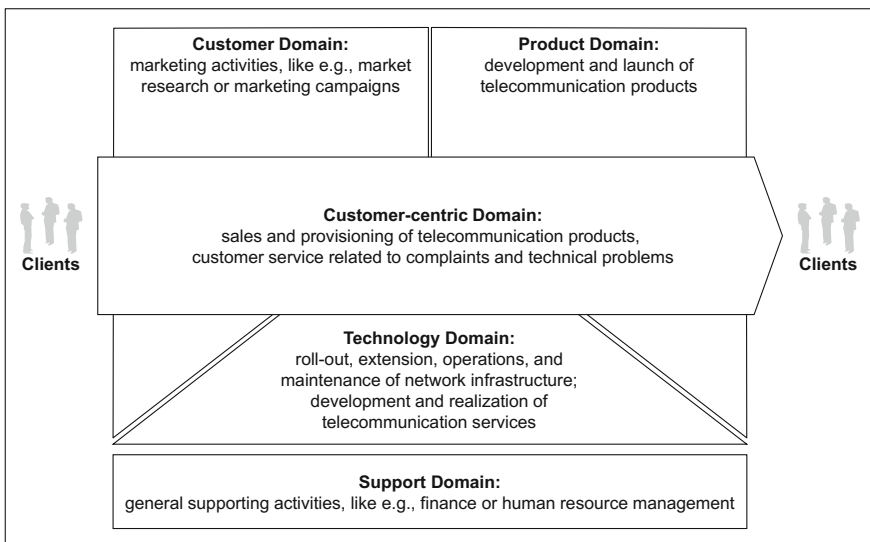 Customer Domain:
marketing activities, like e.g., market
research or marketing campaigns
Product Domain:
development and launch of
telecommunication products
Customer-centric Domain:
sales and provisioning of telecommunication products,
customer service related to complaints and technical problems
Clients
Clients
Technology Domain:
roll-out, extension, operations, and
maintenance of network infrastructure;
development and realization of
telecommunication services
Support Domain:
general supporting activities, like e.g., finance or human resource management